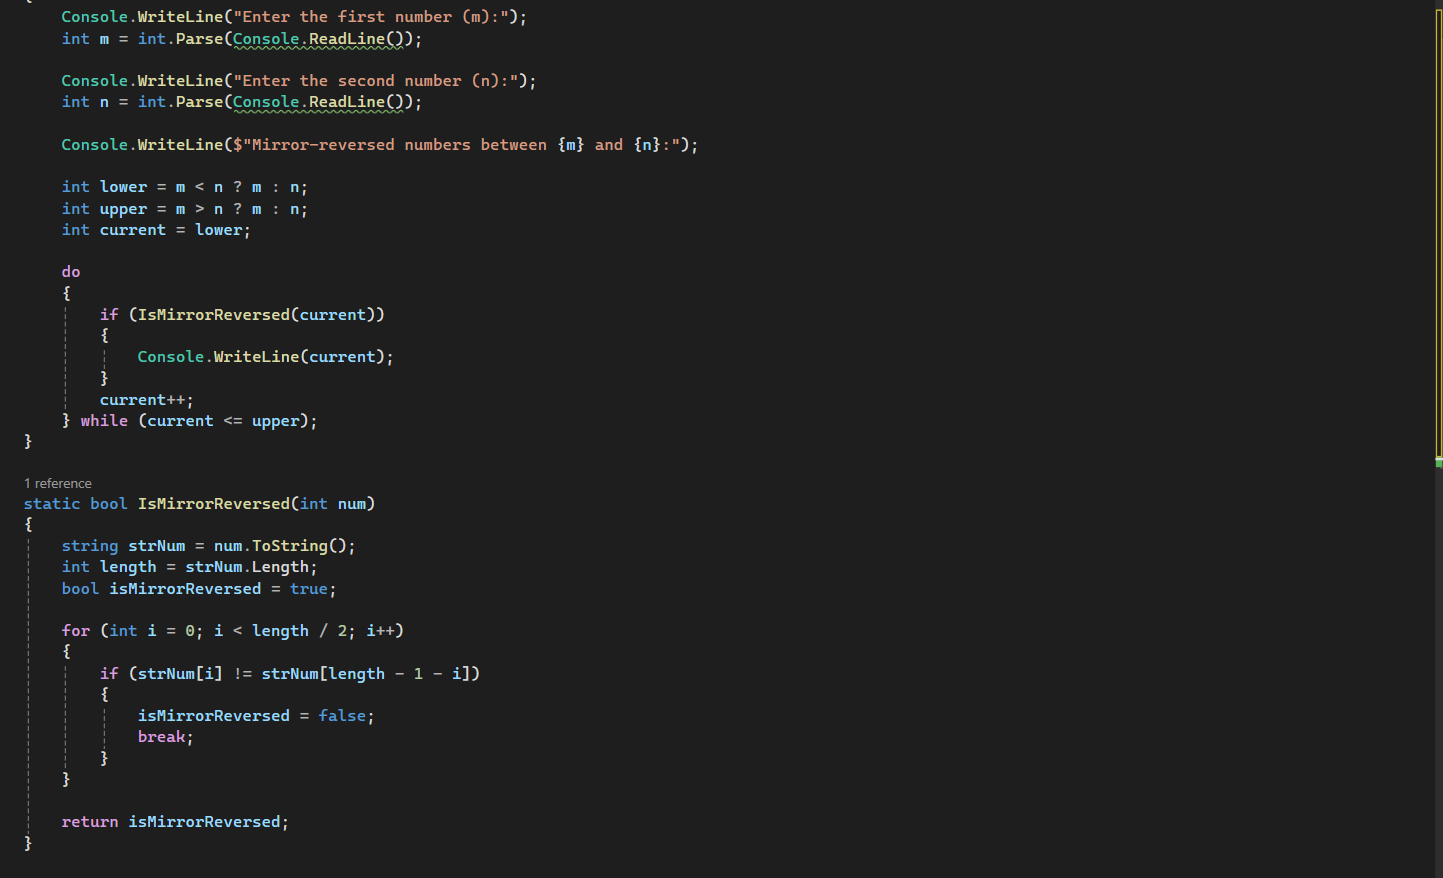 {
Console.WriteLine("Enter the first number (m):");
int m = int.Parse(Console.ReadLine());
Console.WriteLine("Enter the second number (n):");
int n = int.Parse(Console.ReadLine());
Console.WriteLine($"Mirror-reversed numbers between {m} and {n}:");
int lower = m < n ? m : n;
int upper = m > n ? m : n;
int current = lower;
do
{
if (IsMirrorReversed(current))
{
Console.WriteLine(current);
}
current++;
} while (current <= upper);
}
1 reference
static bool IsMirrorReversed(int num)
{
string strNum = num.ToString();
int length = strNum.Length;
bool isMirrorReversed = true;
for (int i = 0; i < length / 2; i++)
{
if (strNum[i] != strNum[length - 1 - i])
{
isMirrorReversed = false;
break;
}
}
return isMirrorReversed;
}